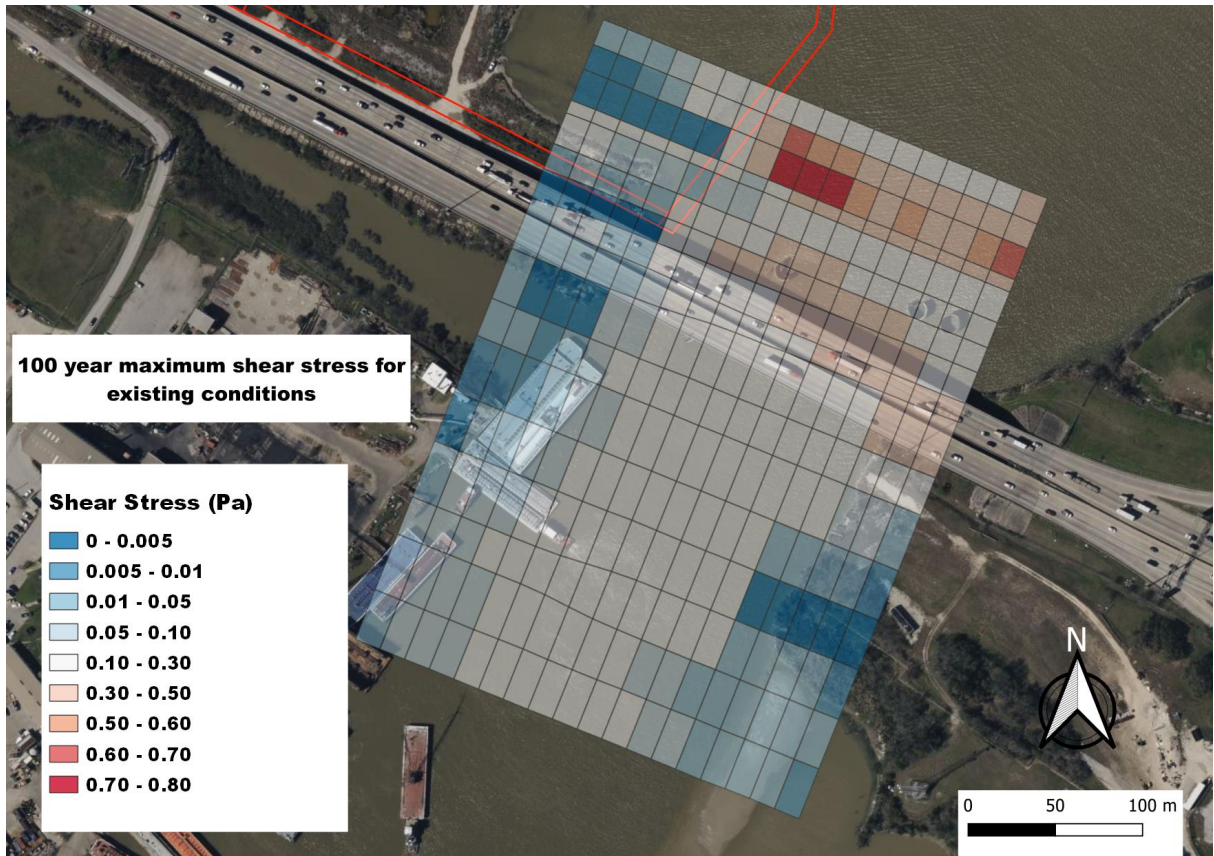 100 year maximum shear stress for
existing conditions
Shear Stress (Pa)
0 - 0.005
0.005 - 0.01
0.01 - 0.05
0.05 - 0.10
0.10 - 0.30
0.30 - 0.50
0.50 - 0.60
0.60 - 0.70
0.70 - 0.80
N
0 50 100 m